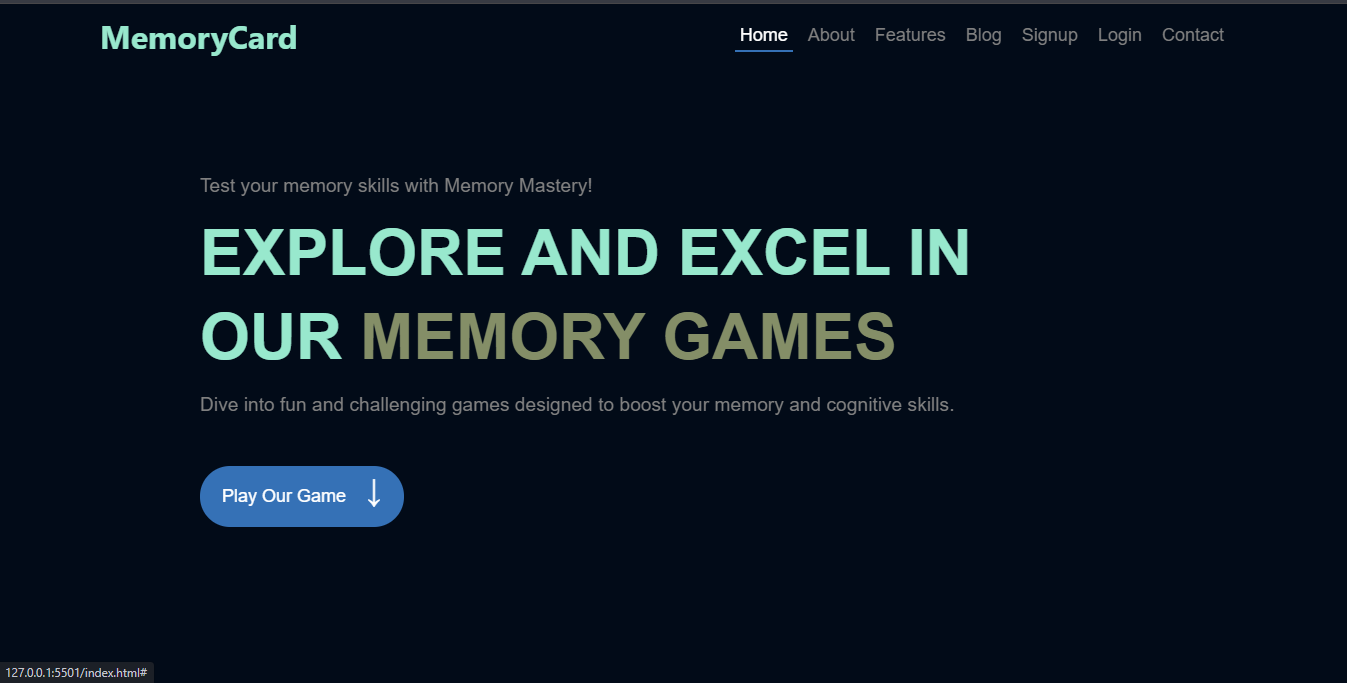 MemoryCard
Home About Features Blog Signup Login Contact
Test your memory skills with Memory Mastery!
EXPLORE AND EXCEL IN
OUR MEMORY GAMES
Dive into fun and challenging games designed to boost your memory and cognitive skills.
Play Our Game ↓
127.0.0.1:5501/index.html#